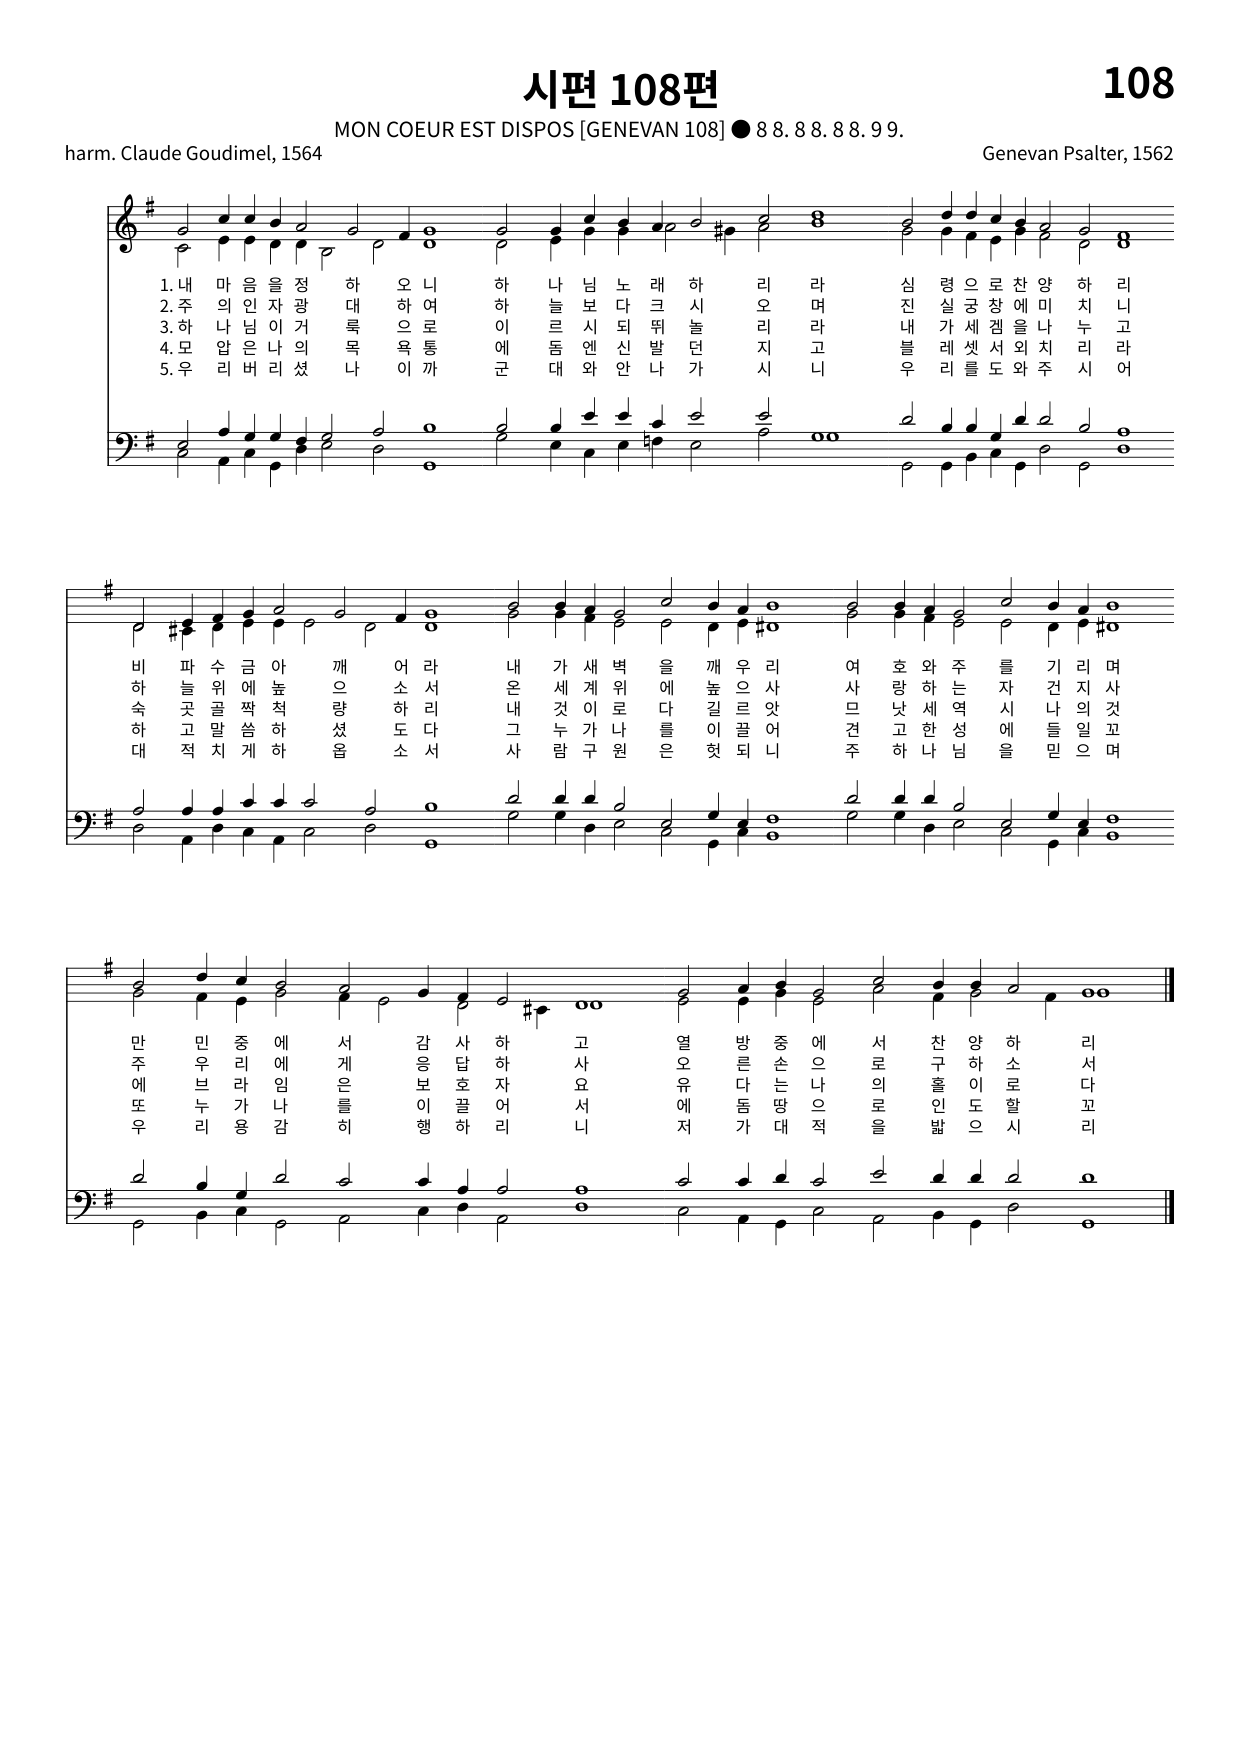 시편 108편
108
MON COEUR EST DISPOS [GENEVAN 108] ● 8 8. 8 8. 8 8. 9 9.
harm. Claude Goudimel, 1564
Genevan Psalter, 1562
1. 내 마 음 을 정 하 오 니 하 나 님 노 래 하 리 라 심 령 으 로 찬 양 하 리
2. 주 의 인 자 광 대 하 여 하 늘 보 다 크 시 오 며 진 실 궁 창 에 미 치 니
3. 하 나 님 이 거 룩 으 로 이 르 시 되 뛰 놀 리 라 내 가 세 겜 을 나 누 고
4. 모 압 은 나 의 목 욕 통 에 돔 엔 신 발 던 지 고 블 레 셋 서 외 치 리 라
5. 우 리 버 리 셨 나 이 까 군 대 와 안 나 가 시 니 우 리 를 도 와 주 시 어
비 파 수 금 아 깨 어 라 내 가 새 벽 을 깨 우 리 여 호 와 주 를 기 리 며
하 늘 위 에 높 으 소 서 온 세 계 위 에 높 으 사 사 랑 하 는 자 건 지 사
숙 곳 골 짝 척 량 하 리 내 것 이 로 다 길 르 앗 므 낫 세 역 시 나 의 것
하 고 말 씀 하 셨 도 다 그 누 가 나 를 이 끌 어 견 고 한 성 에 들 일 꼬
대 적 치 게 하 옵 소 서 사 람 구 원 은 헛 되 니 주 하 나 님 을 믿 으 며
만 민 중 에 서 감 사 하 고 열 방 중 에 서 찬 양 하 리
주 우 리 에 게 응 답 하 사 오 른 손 으 로 구 하 소 서
에 브 라 임 은 보 호 자 요 유 다 는 나 의 홀 이 로 다
또 누 가 나 를 이 끌 어 서 에 돔 땅 으 로 인 도 할 꼬
우 리 용 감 히 행 하 리 니 저 가 대 적 을 밟 으 시 리